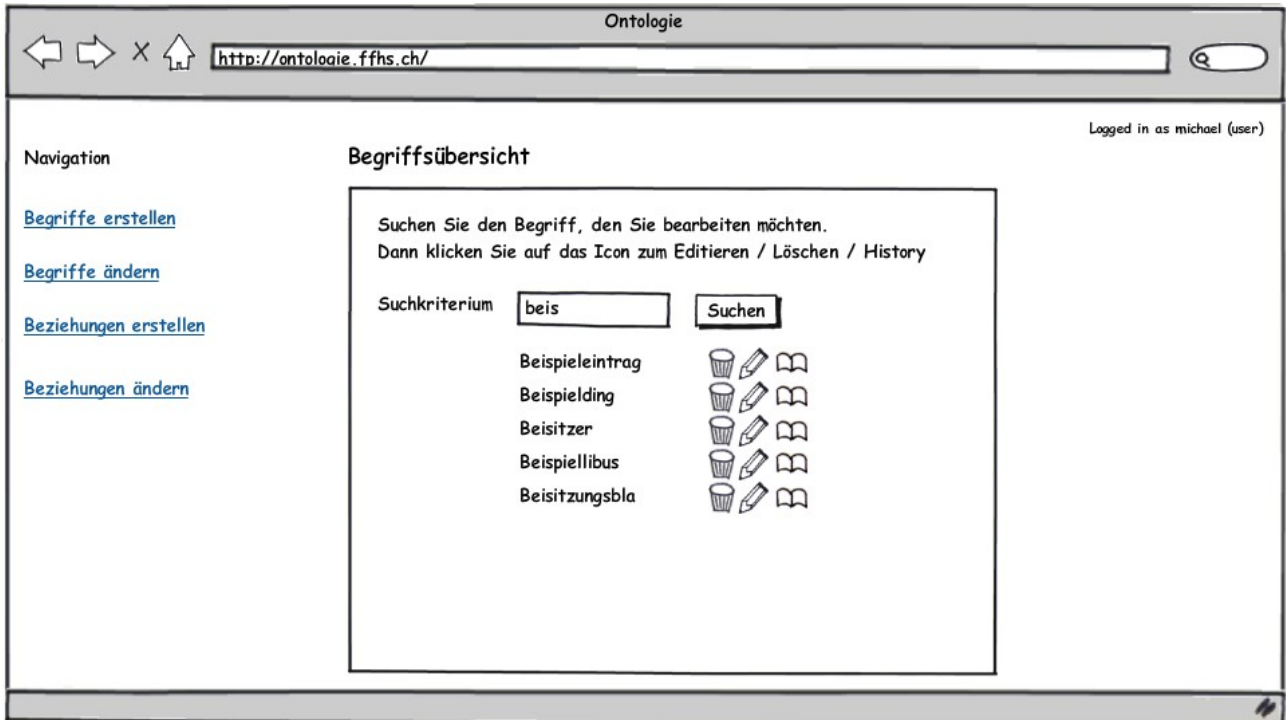 Ontologie
http://ontologie.ffhs.ch/
Logged in as michael (user)
Navigation
Begriffe erstellen
Begriffe ändern
Beziehungen erstellen
Beziehungen ändern
Begriffsübersicht
Suchen Sie den Begriff, den Sie bearbeiten möchten.
Dann klicken Sie auf das Icon zum Editieren / Löschen / History
Suchkriterium beis Suchen
Beispieleintrag
Beispielding
Beisitzer
Beispiellibus
Beisitzungsbla